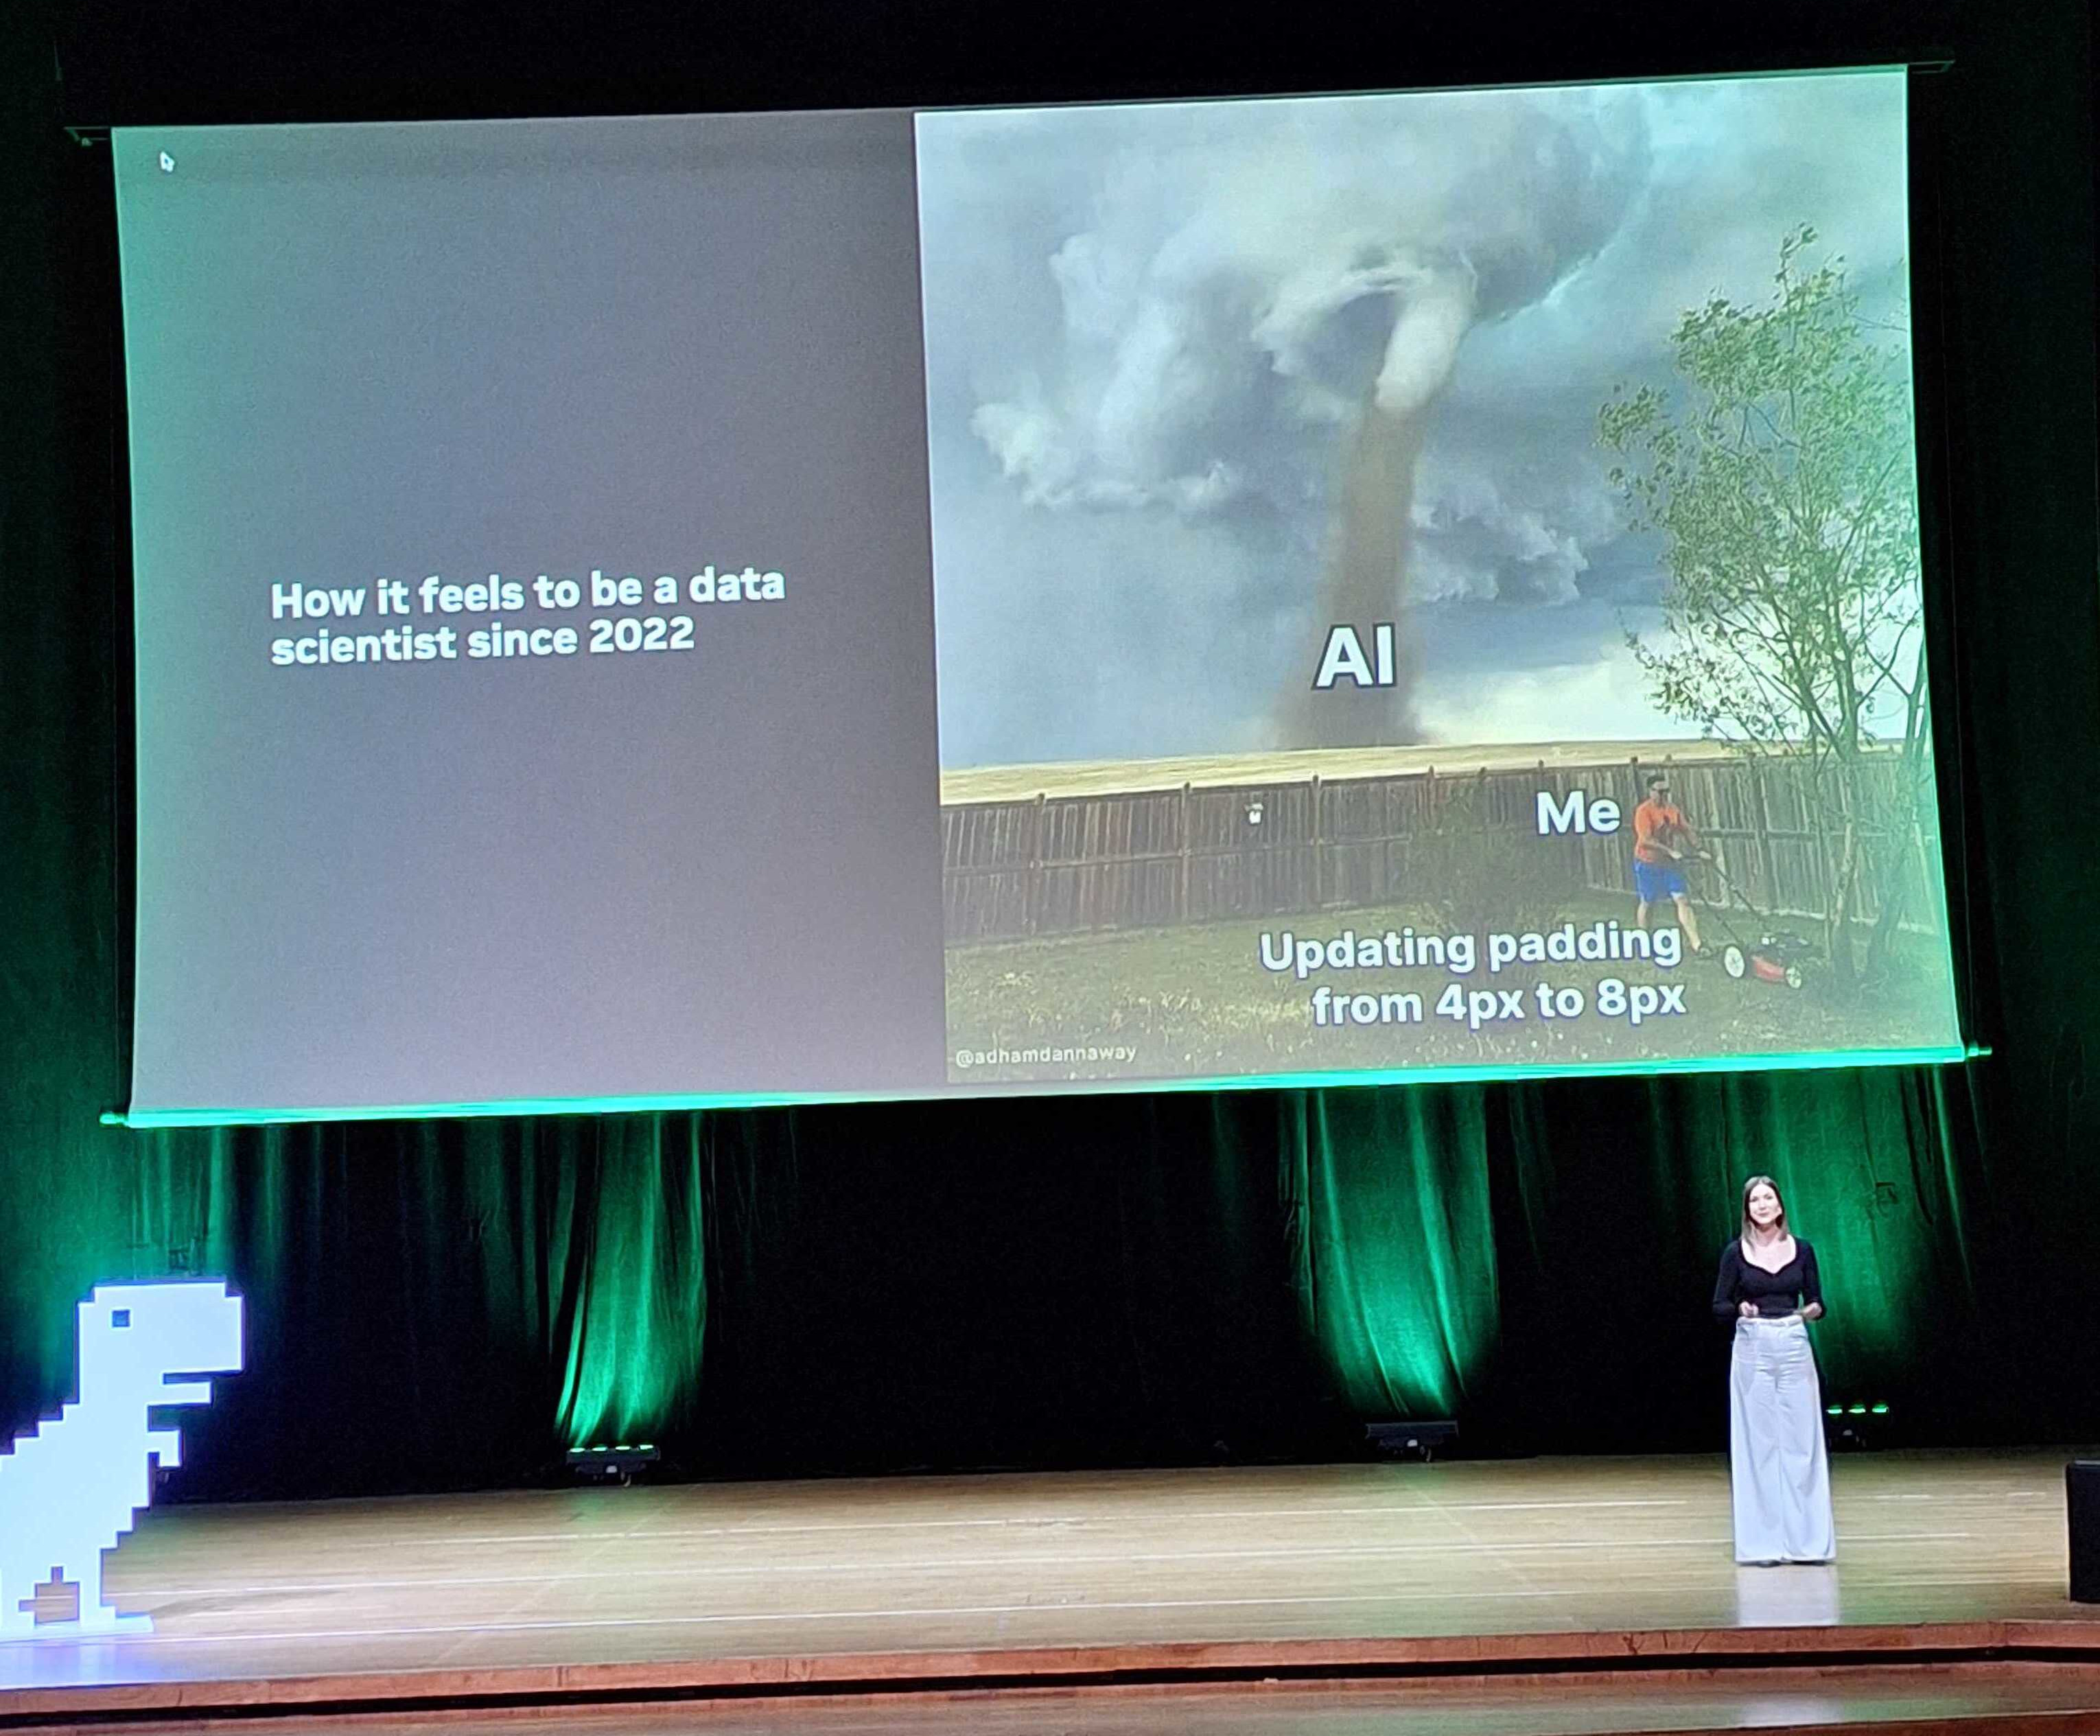 How it feels to be a data
scientist since 2022
AI
Me
Updating padding
from 4px to 8px
@adhamdannaway